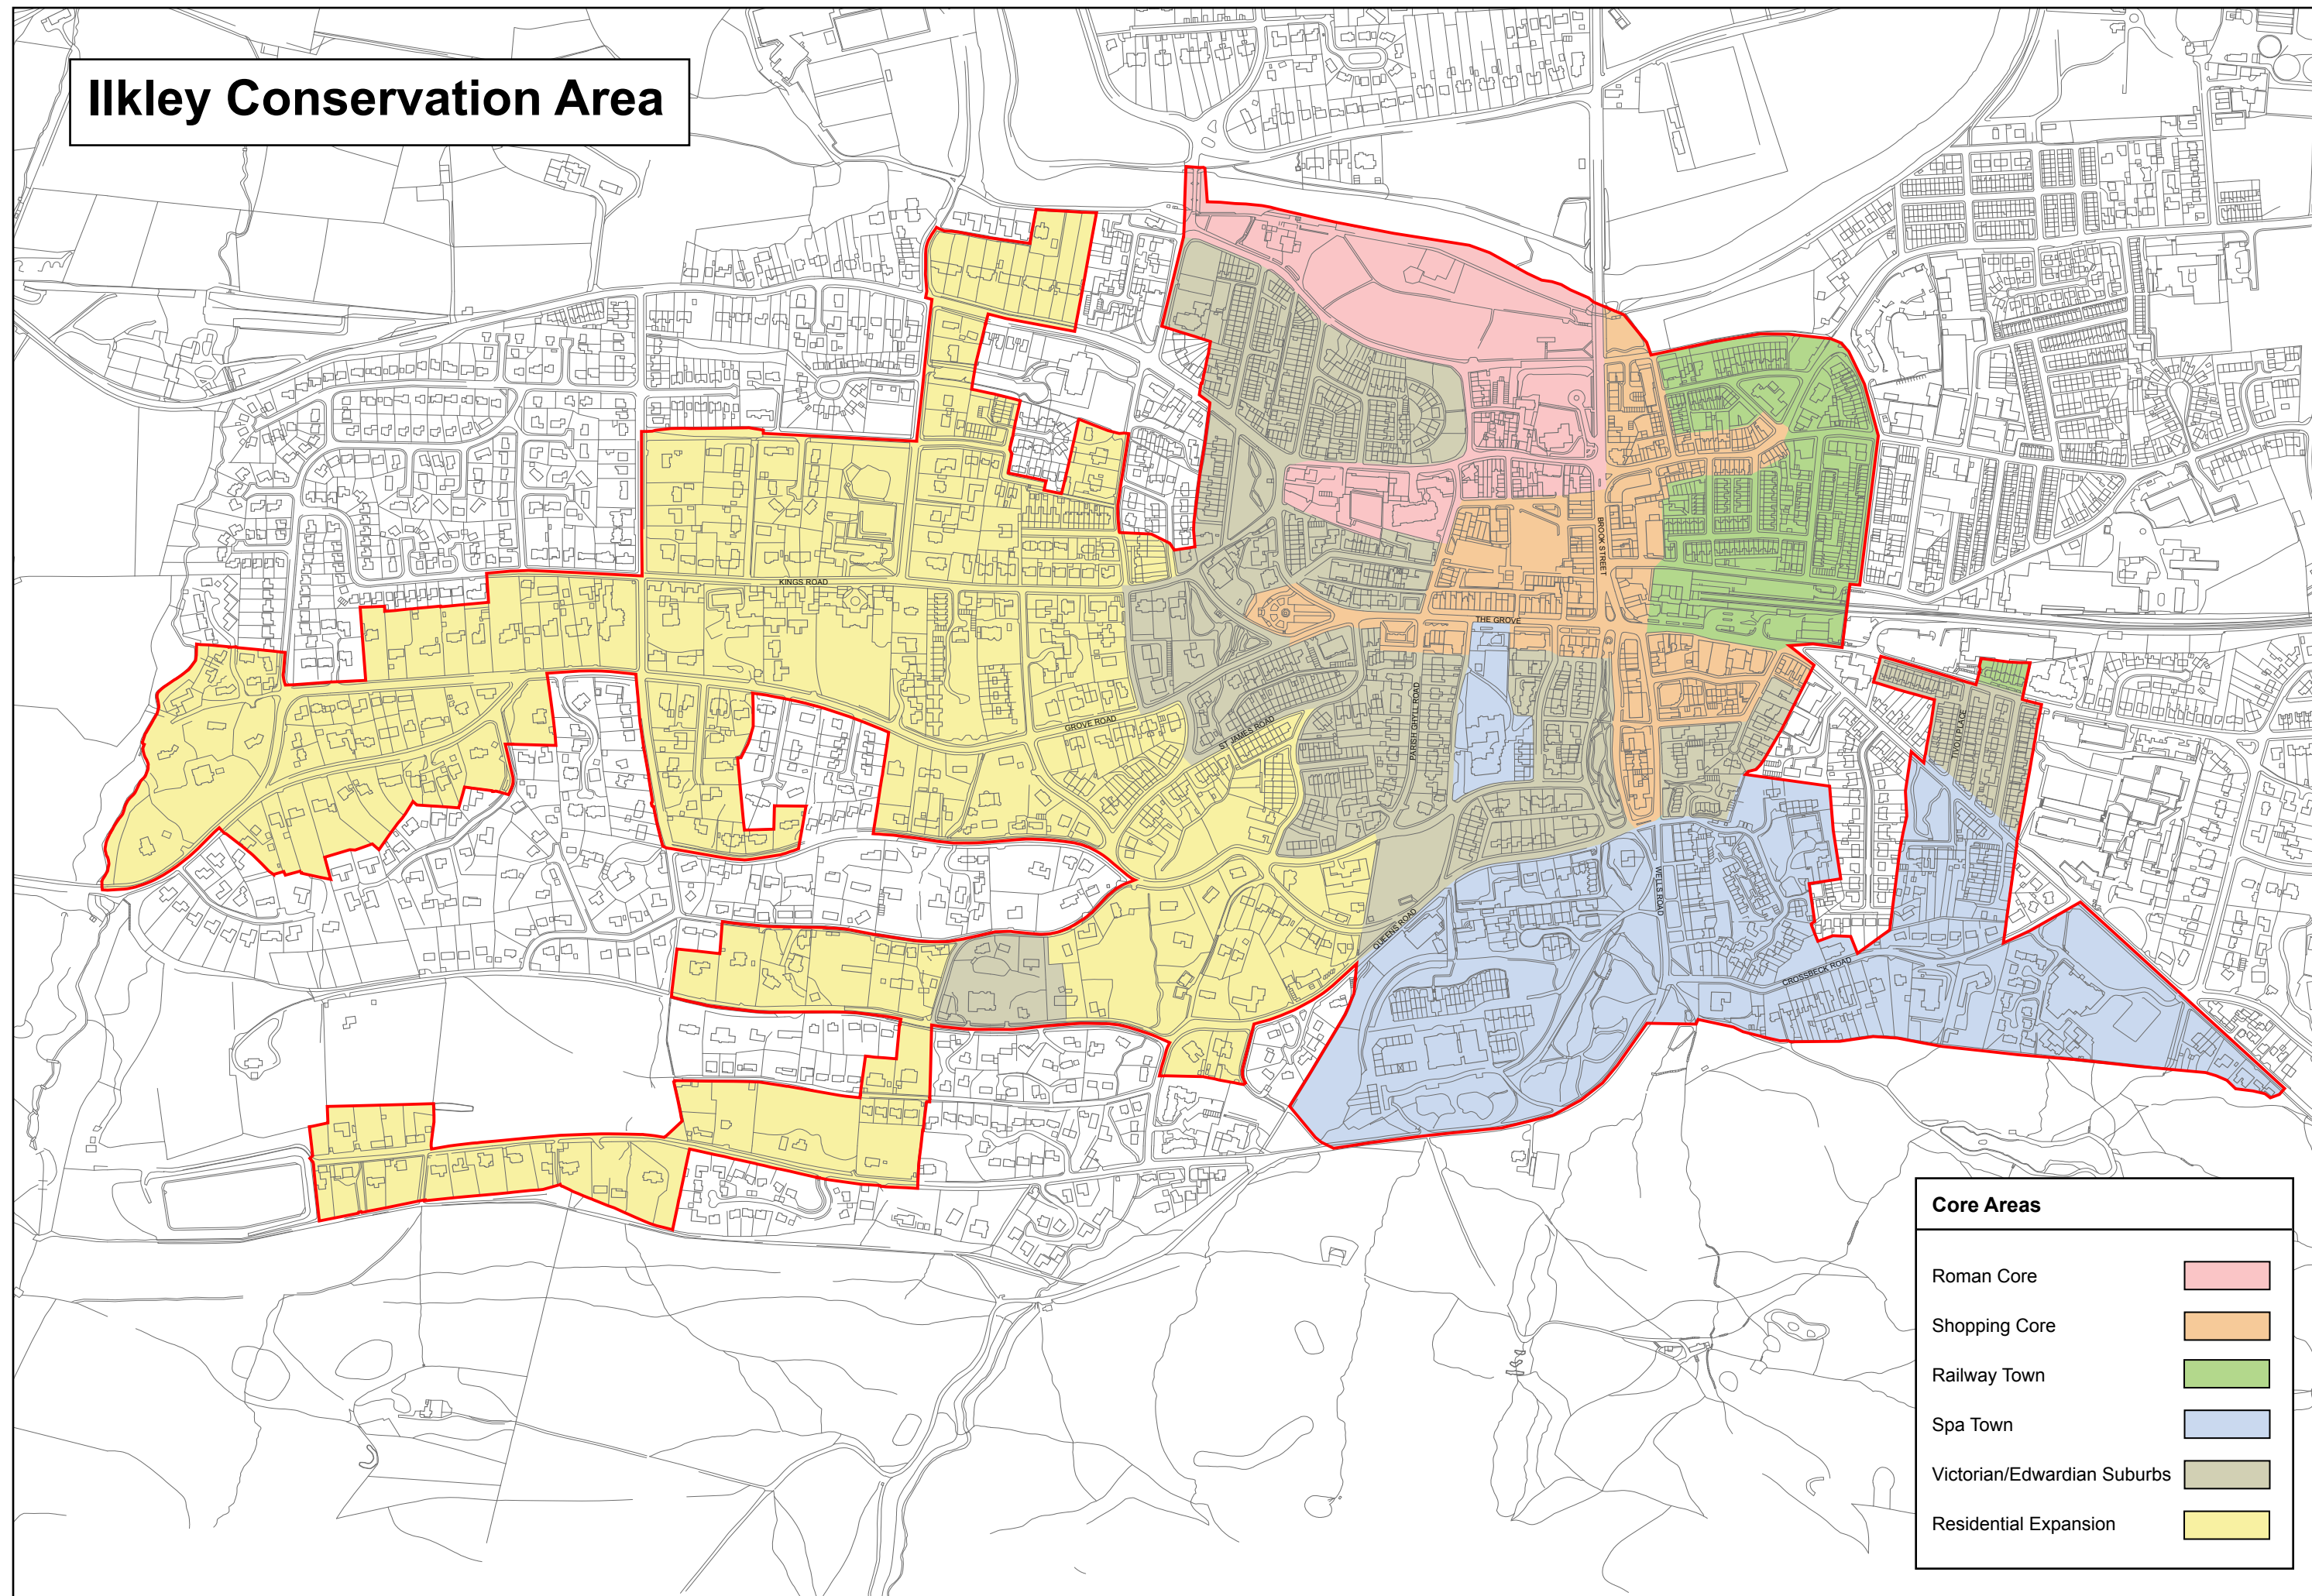 Ilkley Conservation Area
BROOK STREET
KINGS ROAD
THE GROVE
PARISH GHYLL ROAD
GROVE ROAD
ST JAMES ROAD
TIVOLI PLACE
WELLS ROAD
QUEENS ROAD
CROSSBECK ROAD
Core Areas
Roman Core
Shopping Core
Railway Town
Spa Town
Victorian/Edwardian Suburbs
Residential Expansion